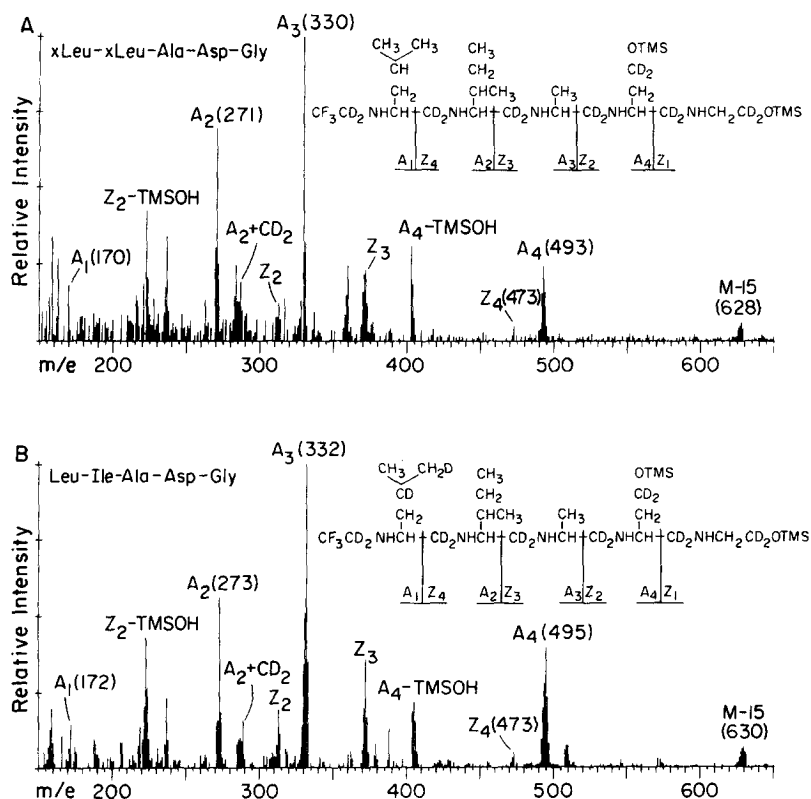 A
xLeu-xLeu-Ala-Asp-Gly
Relative Intensity
A1(170)
Z2-TMSOH
A2(271)
A2+CD2
Z2
A3(330)
Z3
A4-TMSOH
Z4(473)
A4(493)
M-15
(628)
CH3 CH3 CH3 OTMS
CH CH2 CD2
CH2 CHCH3 CH3 CH2
CF3CD2 NHCH CD2NHCH CD2NHCH CD2NHCH CD2NHCH2CD2OTMS
A1 Z4 A2 Z3 A3 Z2 A4 Z1
m/e 200 300 400 500 600
B
Leu-Ile-Ala-Asp-Gly
Relative Intensity
A1(172)
Z2-TMSOH
A2(273)
A2+CD2
Z2
A3(332)
Z3
A4-TMSOH
Z4(473)
A4(495)
M-15
(630)
CH3 CH2D CH3 OTMS
CD CH2 CD2
CH2 CHCH3 CH3 CH2
CF3CD2 NHCH CD2NHCH CD2NHCH CD2NHCH CD2NHCH2CD2OTMS
A1 Z4 A2 Z3 A3 Z2 A4 Z1
m/e 200 300 400 500 600